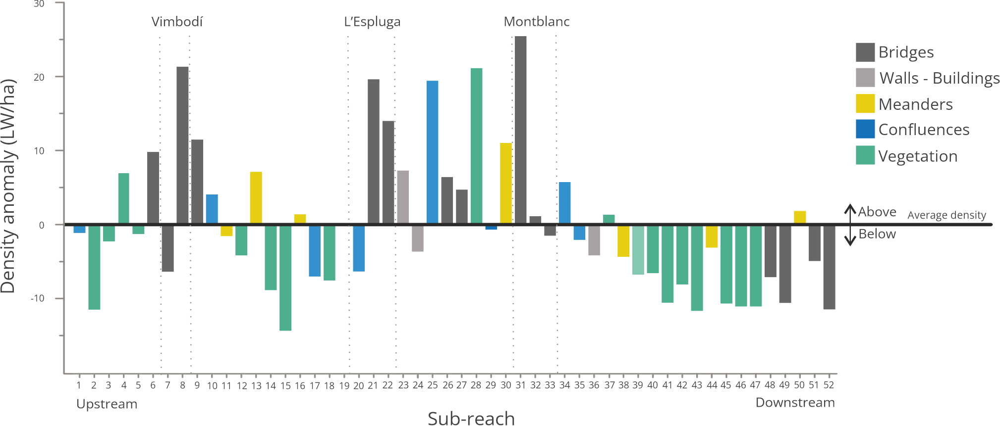 30
Vimbodí
L’Espluga
Montblanc
Bridges
20
Walls - Buildings
Meanders
Confluences
10
Vegetation
Density anomaly (LW/ha)
0
Above
Average density
Below
-10
1 2 3 4 5 6 7 8 9 10 11 12 13 14 15 16 17 18 19 20 21 22 23 24 25 26 27 28 29 30 31 32 33 34 35 36 37 38 39 40 41 42 43 44 45 46 47 48 49 50 51 52
Upstream
Downstream
Sub-reach